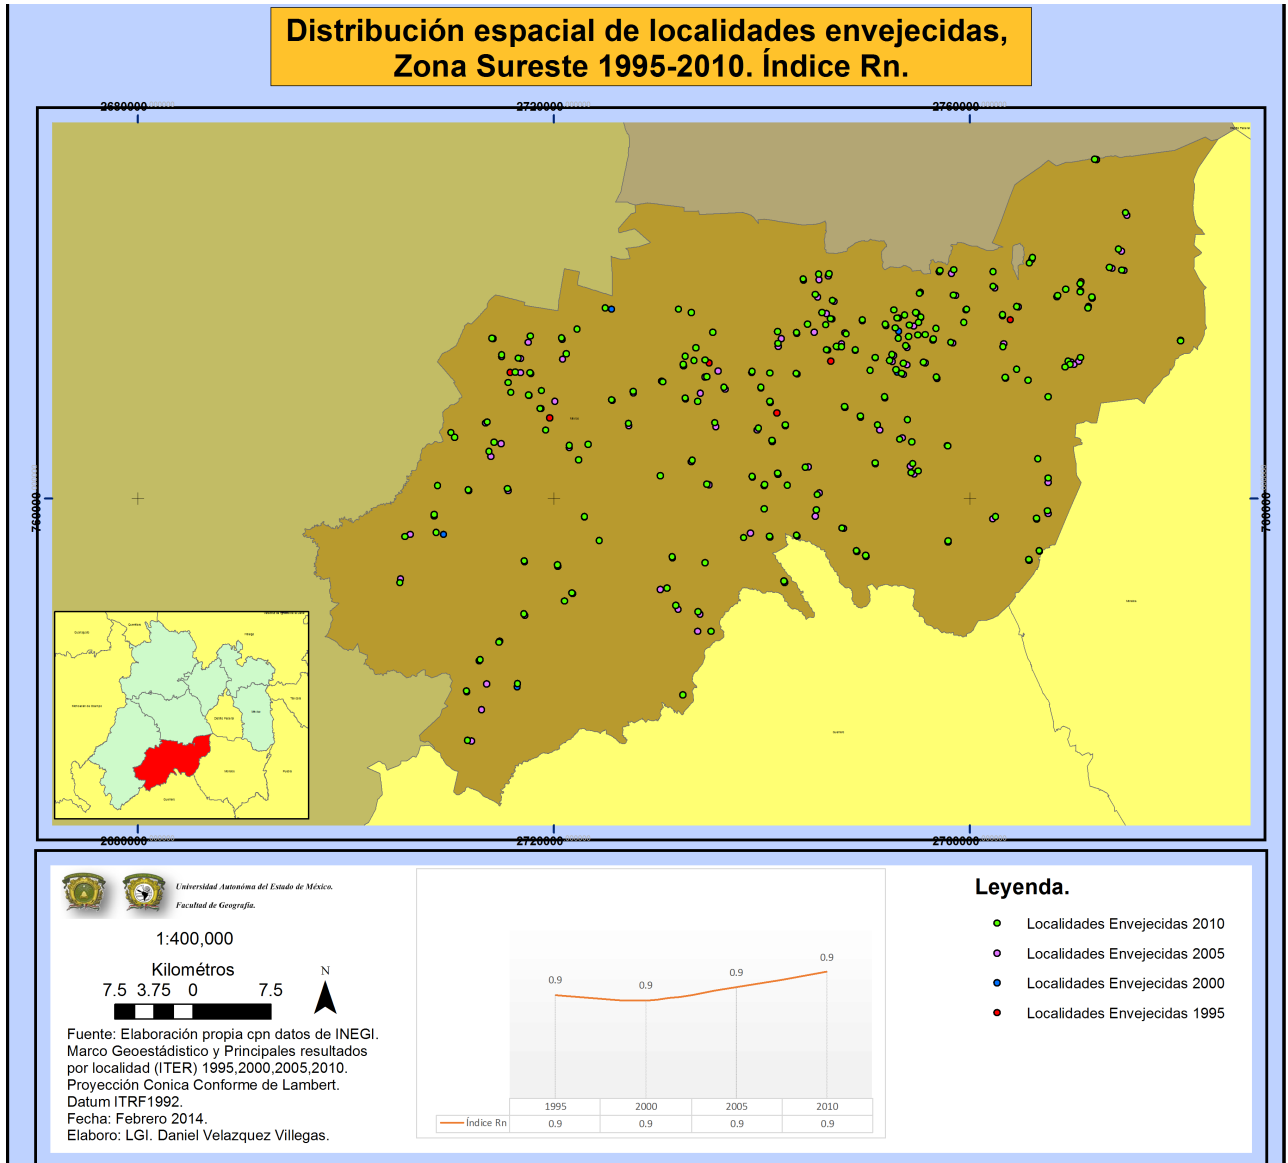 Distribución espacial de localidades envejecidas,
Zona Sureste 1995-2010. Índice Rn.
2680000
2720000
2760000
760000
760000
2680000
2720000
2760000
Universidad Autonóma del Estado de México.
Facultad de Geografía.
1:400,000
Kilométros
7.5 3.75 0 7.5
N
Fuente: Elaboración propia cpn datos de INEGI.
Marco Geoestádistico y Principales resultados
por localidad (ITER) 1995,2000,2005,2010.
Proyección Conica Conforme de Lambert.
Datum ITRF1992.
Fecha: Febrero 2014.
Elaboro: LGI. Daniel Velazquez Villegas.
0.9 0.9 0.9 0.9
1995 2000 2005 2010
Índice Rn 0.9 0.9 0.9 0.9
Leyenda.
Localidades Envejecidas 2010
Localidades Envejecidas 2005
Localidades Envejecidas 2000
Localidades Envejecidas 1995